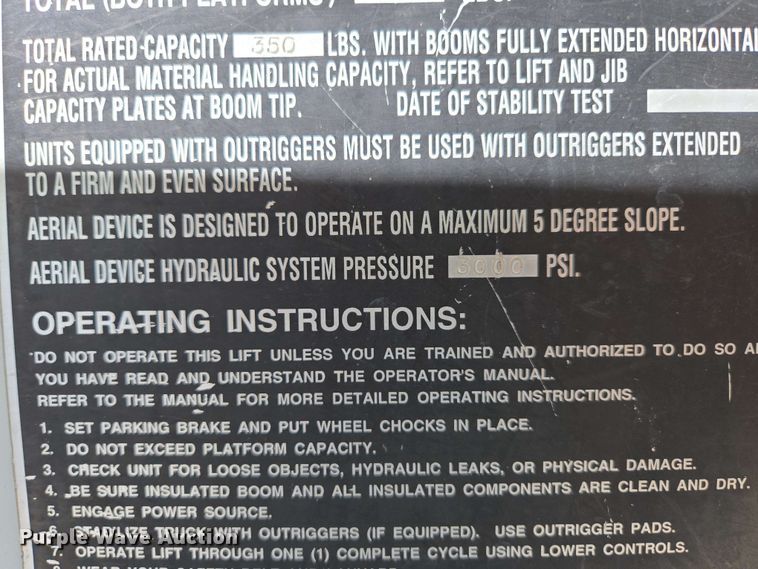 TOTAL (BOTH PLATFORMS)
TOTAL RATED CAPACITY 350 LBS. WITH BOOMS FULLY EXTENDED HORIZONTAL
FOR ACTUAL MATERIAL HANDLING CAPACITY, REFER TO LIFT AND JIB
CAPACITY PLATES AT BOOM TIP. DATE OF STABILITY TEST
UNITS EQUIPPED WITH OUTRIGGERS MUST BE USED WITH OUTRIGGERS EXTENDED
TO A FIRM AND EVEN SURFACE.
AERIAL DEVICE IS DESIGNED TO OPERATE ON A MAXIMUM 5 DEGREE SLOPE.
AERIAL DEVICE HYDRAULIC SYSTEM PRESSURE 3000 PSI.
OPERATING INSTRUCTIONS:
DO NOT OPERATE THIS LIFT UNLESS YOU ARE TRAINED AND AUTHORIZED TO DO SO
YOU HAVE READ AND UNDERSTAND THE OPERATOR'S MANUAL.
REFER TO THE MANUAL FOR MORE DETAILED OPERATING INSTRUCTIONS.
1. SET PARKING BRAKE AND PUT WHEEL CHOCKS IN PLACE.
2. DO NOT EXCEED PLATFORM CAPACITY.
3. CHECK UNIT FOR LOOSE OBJECTS, HYDRAULIC LEAKS, OR PHYSICAL DAMAGE.
4. BE SURE INSULATED BOOM AND ALL INSULATED COMPONENTS ARE CLEAN AND DRY.
5. ENGAGE POWER SOURCE.
6. STABILIZE TRUCK WITH OUTRIGGERS (IF EQUIPPED). USE OUTRIGGER PADS.
7. OPERATE LIFT THROUGH ONE (1) COMPLETE CYCLE USING LOWER CONTROLS.
Purple Wave Auction